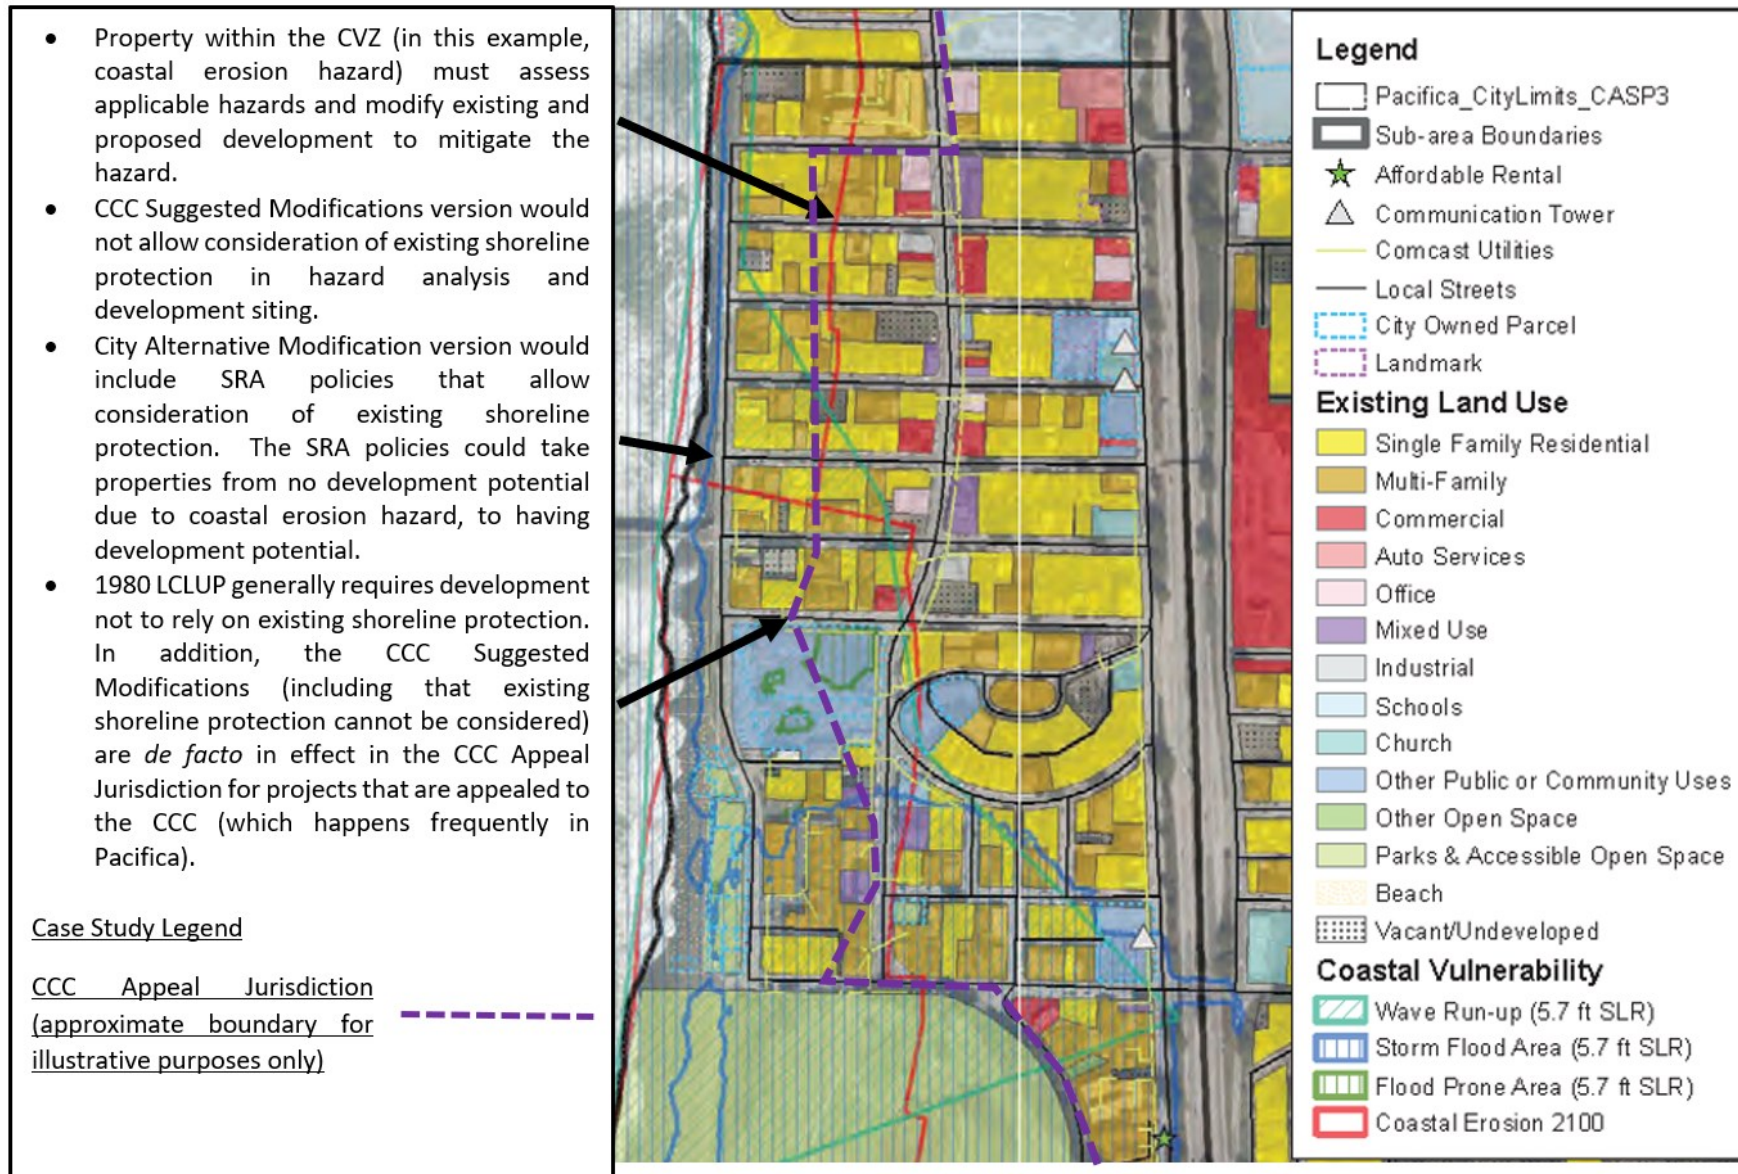 • Property within the CVZ (in this example,
coastal erosion hazard) must assess
applicable hazards and modify existing and
proposed development to mitigate the
hazard.
• CCC Suggested Modifications version would
not allow consideration of existing shoreline
protection in hazard analysis and
development siting.
• City Alternative Modification version would
include SRA policies that allow
consideration of existing shoreline
protection. The SRA policies could take
properties from no development potential
due to coastal erosion hazard, to having
development potential.
• 1980 LCLUP generally requires development
not to rely on existing shoreline protection.
In addition, the CCC Suggested
Modifications (including that existing
shoreline protection cannot be considered)
are de facto in effect in the CCC Appeal
Jurisdiction for projects that are appealed to
the CCC (which happens frequently in
Pacifica).
Case Study Legend
CCC Appeal Jurisdiction
(approximate boundary for
illustrative purposes only)
Legend
Pacifica_CityLimits_CASP3
Sub-area Boundaries
Affordable Rental
Communication Tower
Comcast Utilities
Local Streets
City Owned Parcel
Landmark
Existing Land Use
Single Family Residential
Multi-Family
Commercial
Auto Services
Office
Mixed Use
Industrial
Schools
Church
Other Public or Community Uses
Other Open Space
Parks & Accessible Open Space
Beach
Vacant/Undeveloped
Coastal Vulnerability
Wave Run-up (5.7 ft SLR)
Storm Flood Area (5.7 ft SLR)
Flood Prone Area (5.7 ft SLR)
Coastal Erosion 2100